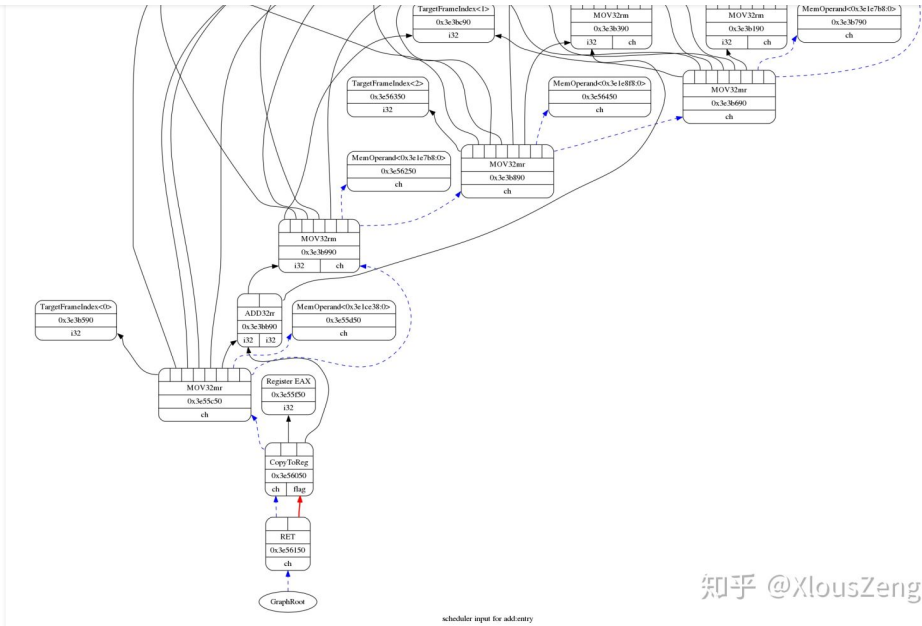 TargetFrameIndex<1>
0x3e3bc90
i32
MOV32rm
0x3e3b390
i32 ch
MOV32rm
0x3e3b190
i32 ch
MemOperand<0x3e1e7b8:0>
0x3e3b790
ch
TargetFrameIndex<2>
0x3e56350
i32
MemOperand<0x3e1e8f8:0>
0x3e56450
ch
MOV32mr
0x3e3b690
ch
MemOperand<0x3e1e7b8:0>
0x3e56250
ch
MOV32mr
0x3e3b890
ch
MOV32rm
0x3e3b990
i32 ch
TargetFrameIndex<0>
0x3e3b590
i32
ADD32rr
0x3e3bb90
i32 i32
MemOperand<0x3e1ce38:0>
0x3e55d50
ch
MOV32mr
0x3e55c50
ch
Register EAX
0x3e55f50
i32
CopyToReg
0x3e56050
ch flag
RET
0x3e56150
ch
GraphRoot
scheduler input for add:entry
知乎 @XlousZeng